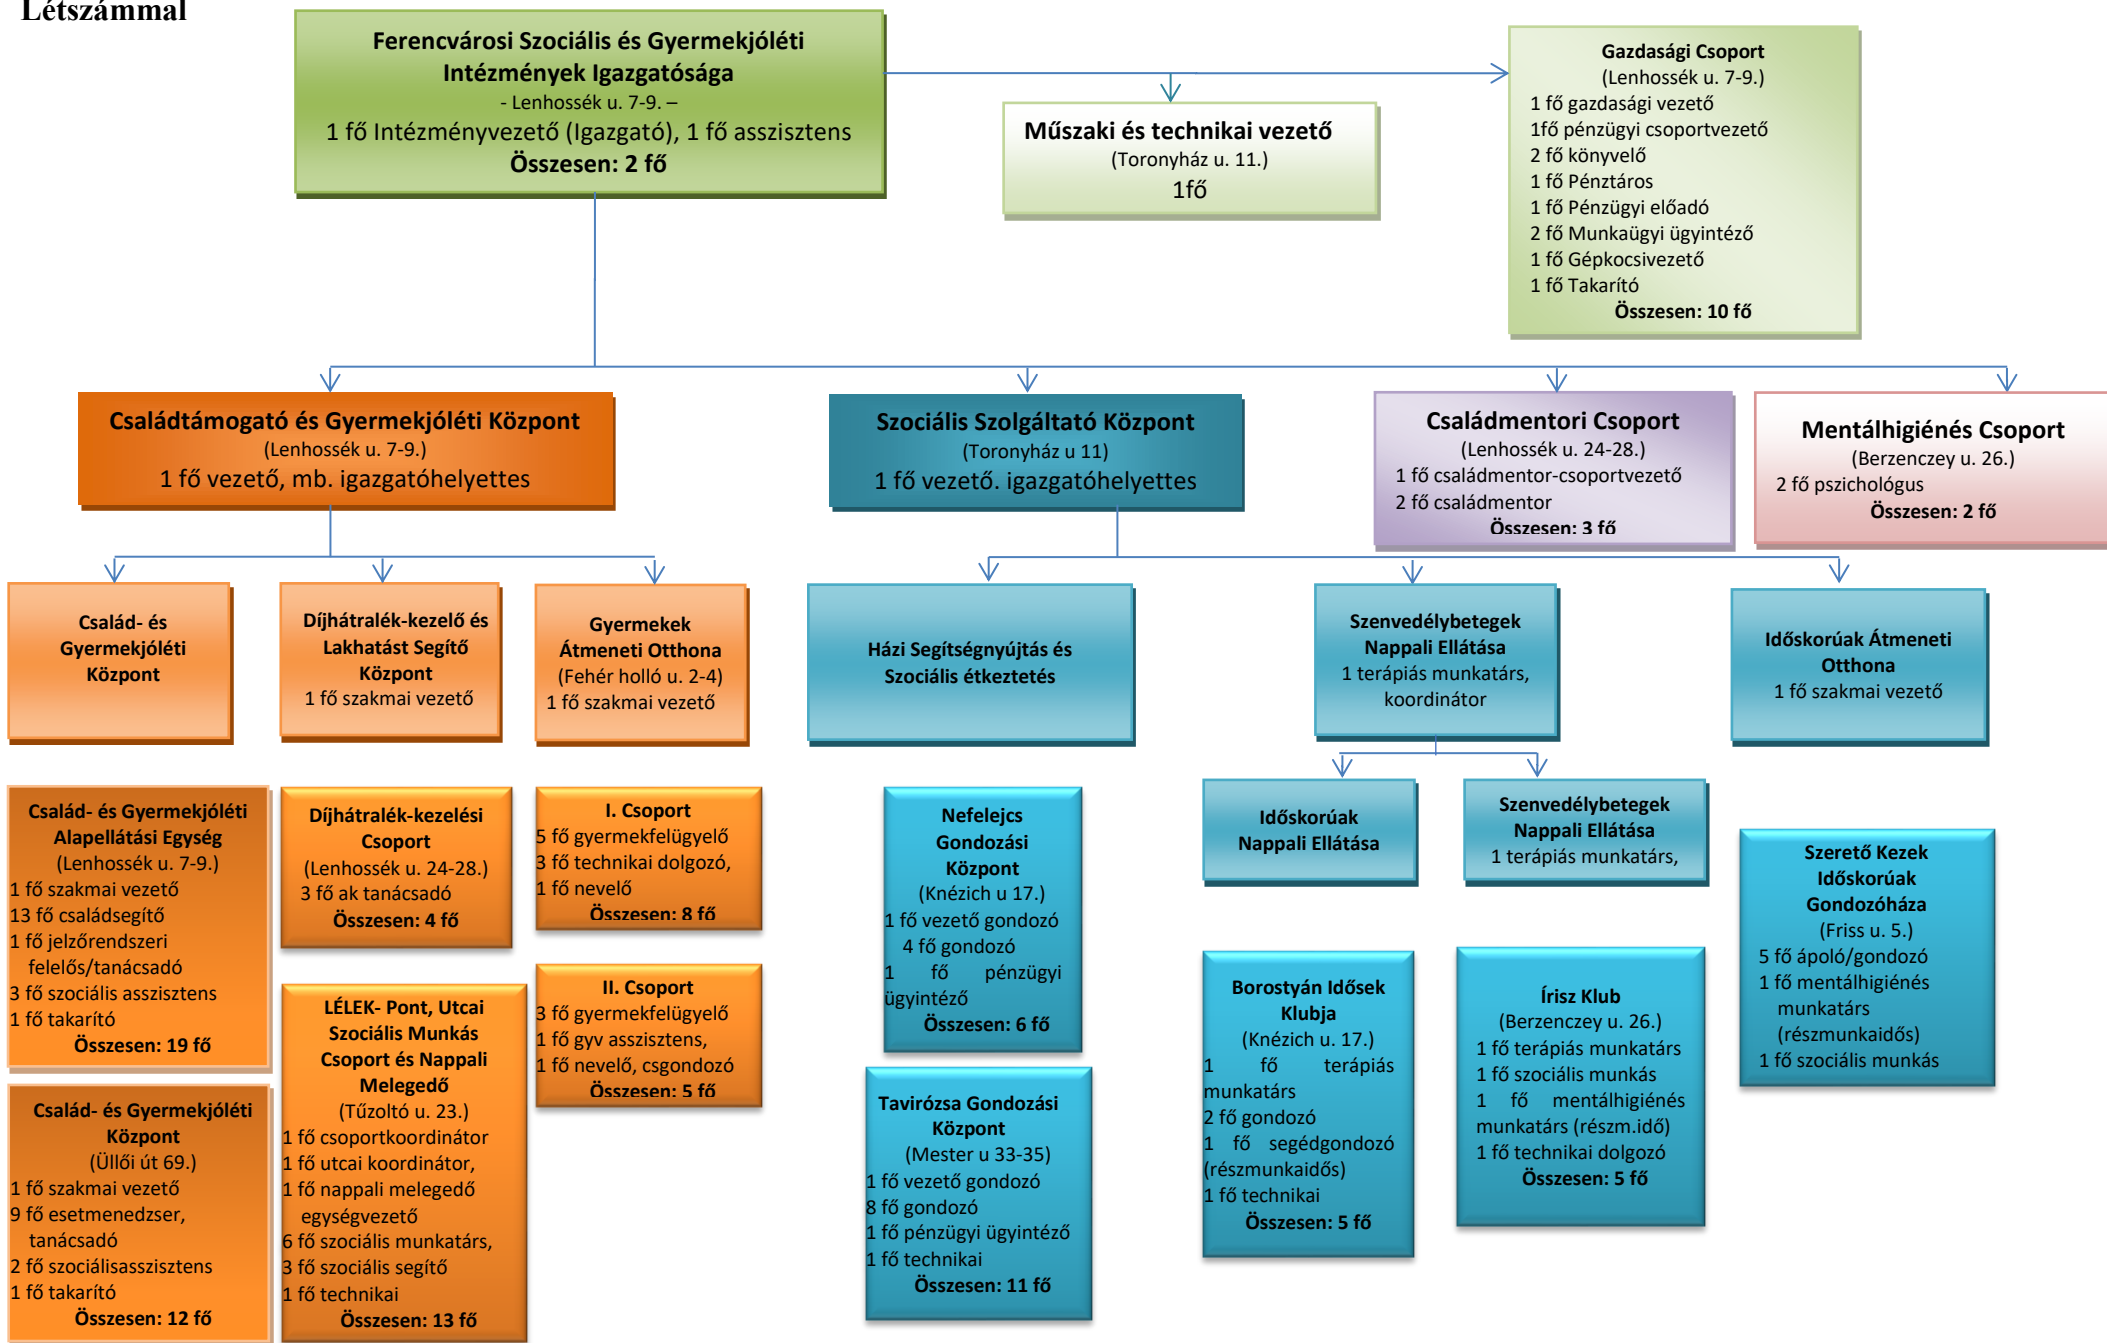 Létszámmal
Ferencvárosi Szociális és Gyermekjóléti
Intézmények Igazgatósága
- Lenhossék u. 7-9. –
1 fő Intézményvezető (Igazgató), 1 fő asszisztens
Összesen: 2 fő
Műszaki és technikai vezető
(Toronyház u. 11.)
1fő
Gazdasági Csoport
(Lenhossék u. 7-9.)
1 fő gazdasági vezető
1fő pénzügyi csoportvezető
2 fő könyvelő
1 fő Pénztáros
1 fő Pénzügyi előadó
2 fő Munkaügyi ügyintéző
1 fő Gépkocsivezető
1 fő Takarító
Összesen: 10 fő
Családtámogató és Gyermekjóléti Központ
(Lenhossék u. 7-9.)
1 fő vezető, mb. igazgatóhelyettes
Szociális Szolgáltató Központ
(Toronyház u 11)
1 fő vezető. igazgatóhelyettes
Családmentori Csoport
(Lenhossék u. 24-28.)
1 fő családmentor-csoportvezető
2 fő családmentor
Összesen: 3 fő
Mentálhigiénés Csoport
(Berzenczey u. 26.)
2 fő pszichológus
Összesen: 2 fő
Család- és
Gyermekjóléti
Központ
Díjhátralék-kezelő és
Lakhatást Segítő
Központ
1 fő szakmai vezető
Gyermekek
Átmeneti Otthona
(Fehér holló u. 2-4)
1 fő szakmai vezető
Házi Segítségnyújtás és
Szociális étkeztetés
Szenvedélybetegek
Nappali Ellátása
1 terápiás munkatárs,
koordinátor
Időskorúak Átmeneti
Otthona
1 fő szakmai vezető
Család- és Gyermekjóléti
Alapellátási Egység
(Lenhossék u. 7-9.)
1 fő szakmai vezető
13 fő családsegítő
1 fő jelzőrendszeri
felelős/tanácsadó
3 fő szociális asszisztens
1 fő takarító
Összesen: 19 fő
Család- és Gyermekjóléti
Központ
(Üllői út 69.)
1 fő szakmai vezető
9 fő esetmenedzser,
tanácsadó
2 fő szociálisasszisztens
1 fő takarító
Összesen: 12 fő
Díjhátralék-kezelési
Csoport
(Lenhossék u. 24-28.)
3 fő ak tanácsadó
Összesen: 4 fő
LÉLEK- Pont, Utcai
Szociális Munkás
Csoport és Nappali
Melegedő
(Tűzoltó u. 23.)
1 fő csoportkoordinátor
1 fő utcai koordinátor,
1 fő nappali melegedő
egységvezető
6 fő szociális munkatárs,
3 fő szociális segítő
1 fő technikai
Összesen: 13 fő
I. Csoport
5 fő gyermekfelügyelő
3 fő technikai dolgozó,
1 fő nevelő
Összesen: 8 fő
II. Csoport
3 fő gyermekfelügyelő
1 fő gyv asszisztens,
1 fő nevelő, csgondozó
Összesen: 5 fő
Nefelejcs
Gondozási
Központ
(Knézich u 17.)
1 fő vezető gondozó
4 fő gondozó
1 fő pénzügyi
ügyintéző
Összesen: 6 fő
Tavirózsa Gondozási
Központ
(Mester u 33-35)
1 fő vezető gondozó
8 fő gondozó
1 fő pénzügyi ügyintéző
1 fő technikai
Összesen: 11 fő
Időskorúak
Nappali Ellátása
Szenvedélybetegek
Nappali Ellátása
1 terápiás munkatárs,
Borostyán Idősek
Klubja
(Knézich u. 17.)
1 fő terápiás
munkatárs
2 fő gondozó
1 fő segédgondozó
(részmunkaidős)
1 fő technikai
Összesen: 5 fő
Írisz Klub
(Berzenczey u. 26.)
1 fő terápiás munkatárs
1 fő szociális munkás
1 fő mentálhigiénés
munkatárs (részm.idő)
1 fő technikai dolgozó
Összesen: 5 fő
Szerető Kezek
Időskorúak
Gondozóháza
(Friss u. 5.)
5 fő ápoló/gondozó
1 fő mentálhigiénés
munkatárs
(részmunkaidős)
1 fő szociális munkás